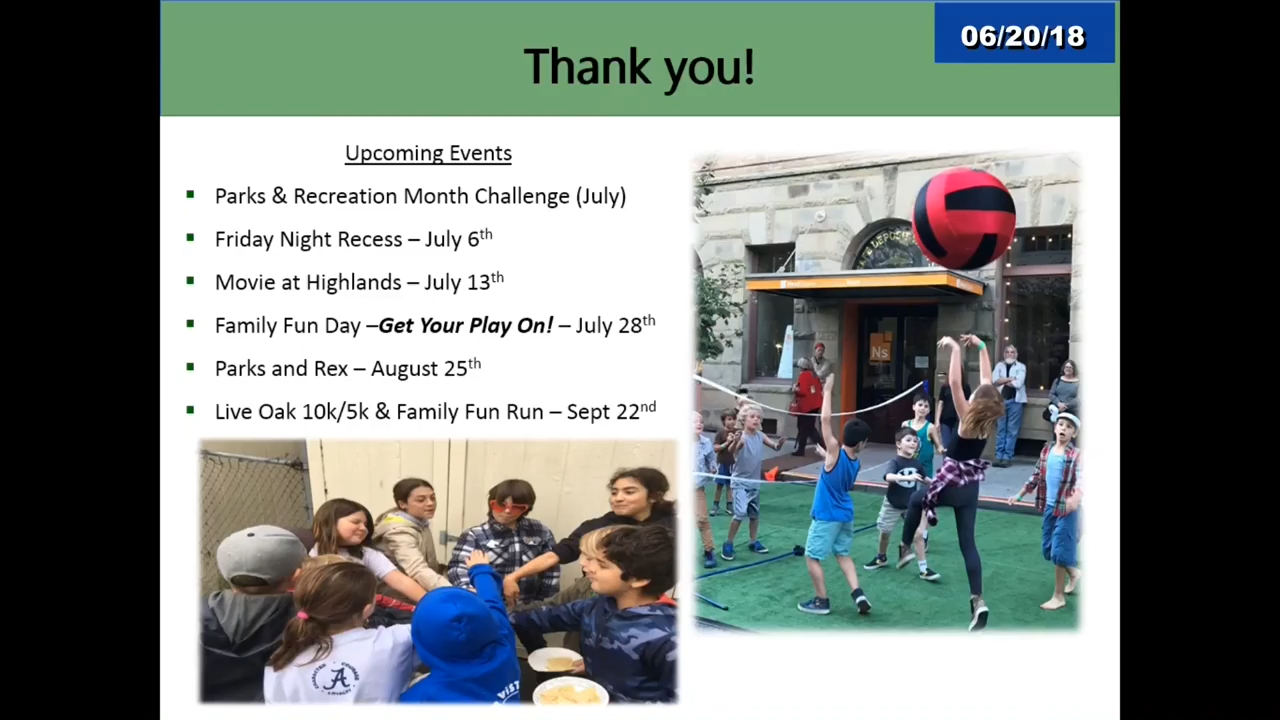 06/20/18
Thank you!
Upcoming Events
▪ Parks & Recreation Month Challenge (July)
▪ Friday Night Recess – July 6th
▪ Movie at Highlands – July 13th
▪ Family Fun Day –Get Your Play On! – July 28th
▪ Parks and Rex – August 25th
▪ Live Oak 10k/5k & Family Fun Run – Sept 22nd
Ns
A